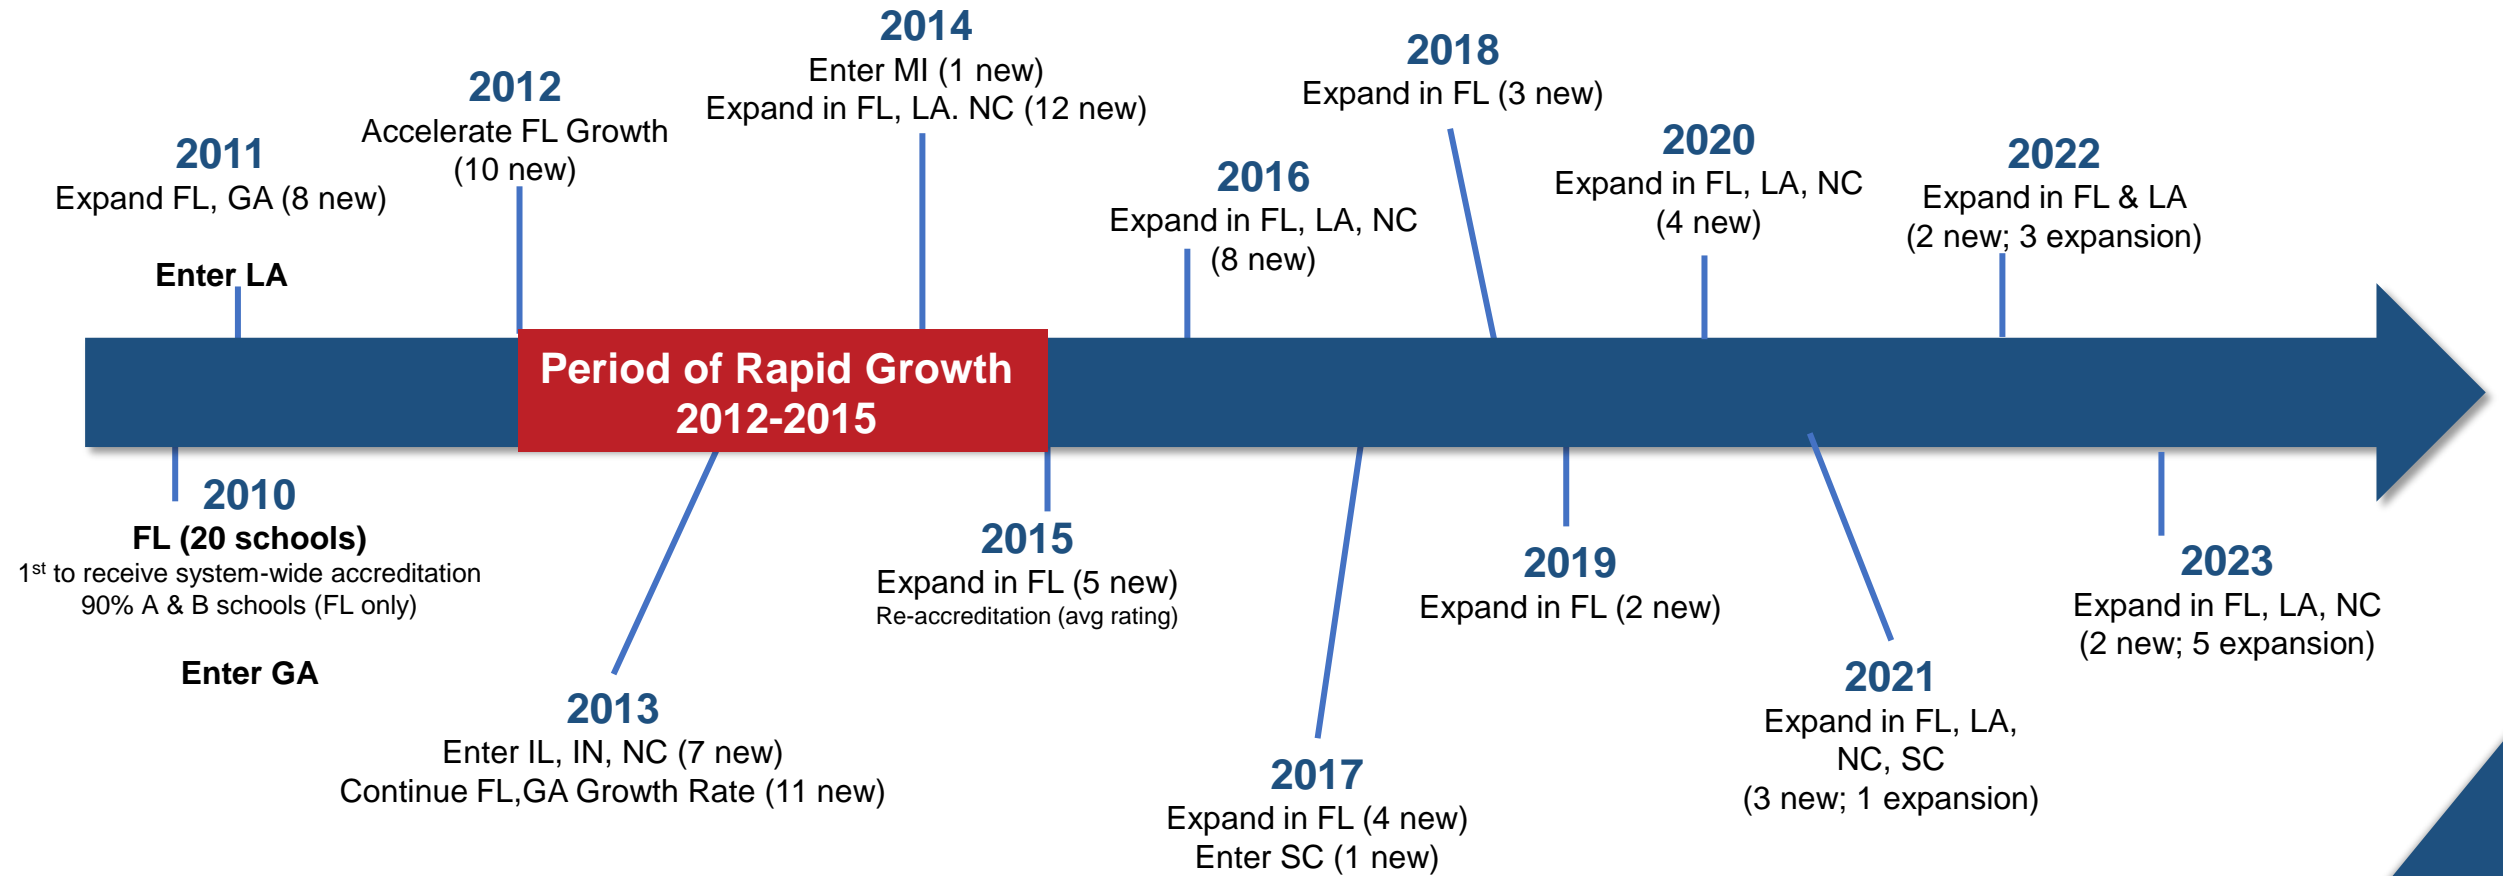 2014
Enter MI (1 new)
Expand in FL, LA. NC (12 new)
2018
Expand in FL (3 new)
2012
Accelerate FL Growth
(10 new)
2011
Expand FL, GA (8 new)
Enter LA
2016
Expand in FL, LA, NC
(8 new)
2020
Expand in FL, LA, NC
(4 new)
2022
Expand in FL & LA
(2 new; 3 expansion)
Period of Rapid Growth
2012-2015
2010
FL (20 schools)
1st to receive system-wide accreditation
90% A & B schools (FL only)
Enter GA
2013
Enter IL, IN, NC (7 new)
Continue FL,GA Growth Rate (11 new)
2015
Expand in FL (5 new)
Re-accreditation (avg rating)
2017
Expand in FL (4 new)
Enter SC (1 new)
2019
Expand in FL (2 new)
2021
Expand in FL, LA,
NC, SC
(3 new; 1 expansion)
2023
Expand in FL, LA, NC
(2 new; 5 expansion)